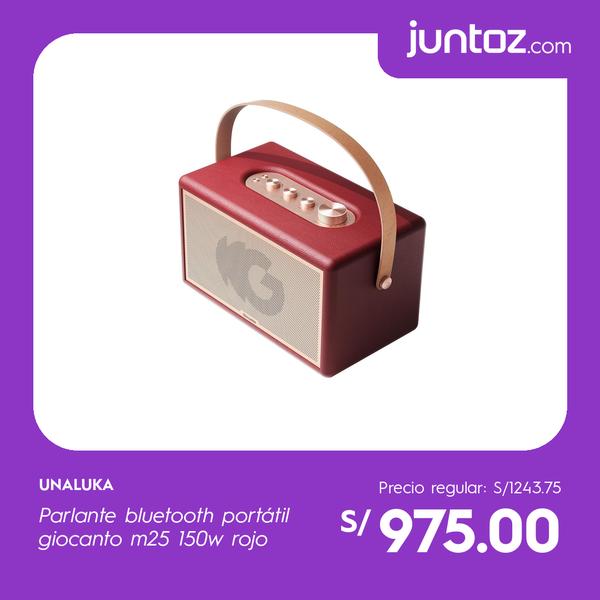 juntoz.com
G
UNALUKA
Parlante bluetooth portátil
giocanto m25 150w rojo
Precio regular: S/1243.75
S/ 975.00